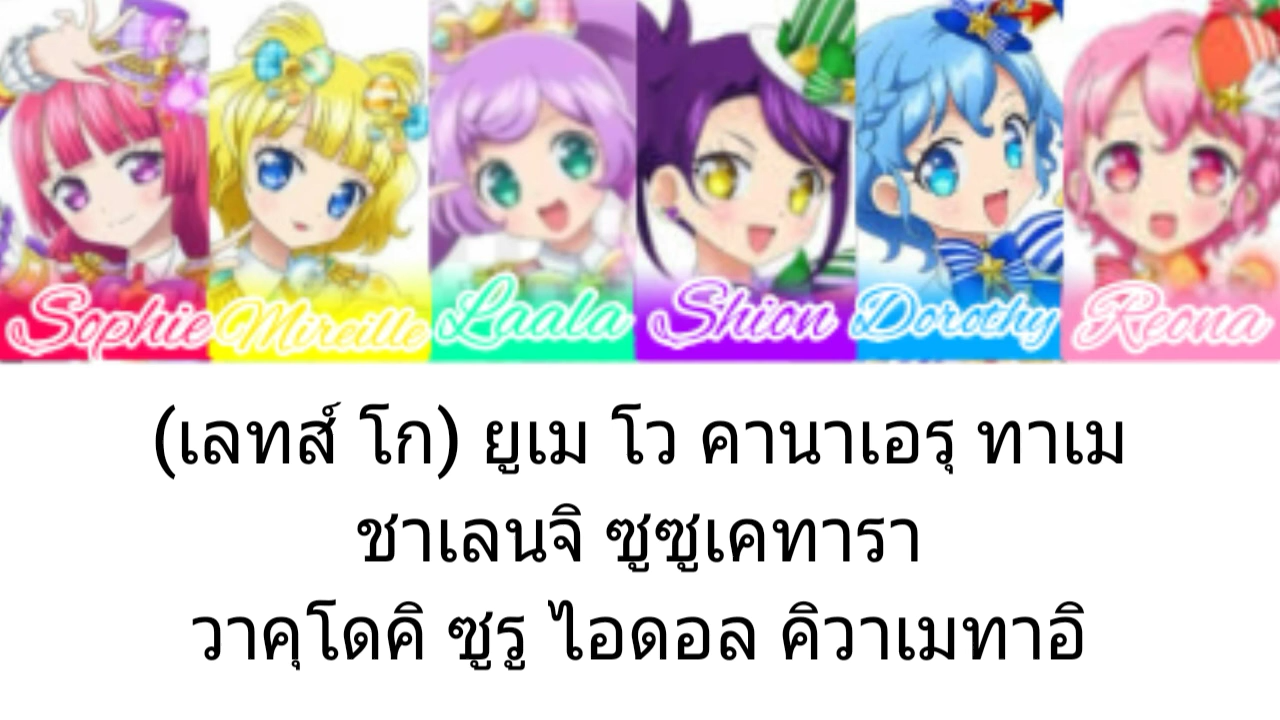 Sophie Mireille Laala Shion Dorothy Reona
(เลทส์ โก) ยูเม โว คานาเอรุ ทาเม
ชาเลนจิ ซูซูเคทารา
วาคุโดคิ ซูรู ไอดอล คิวาเมทาอิ